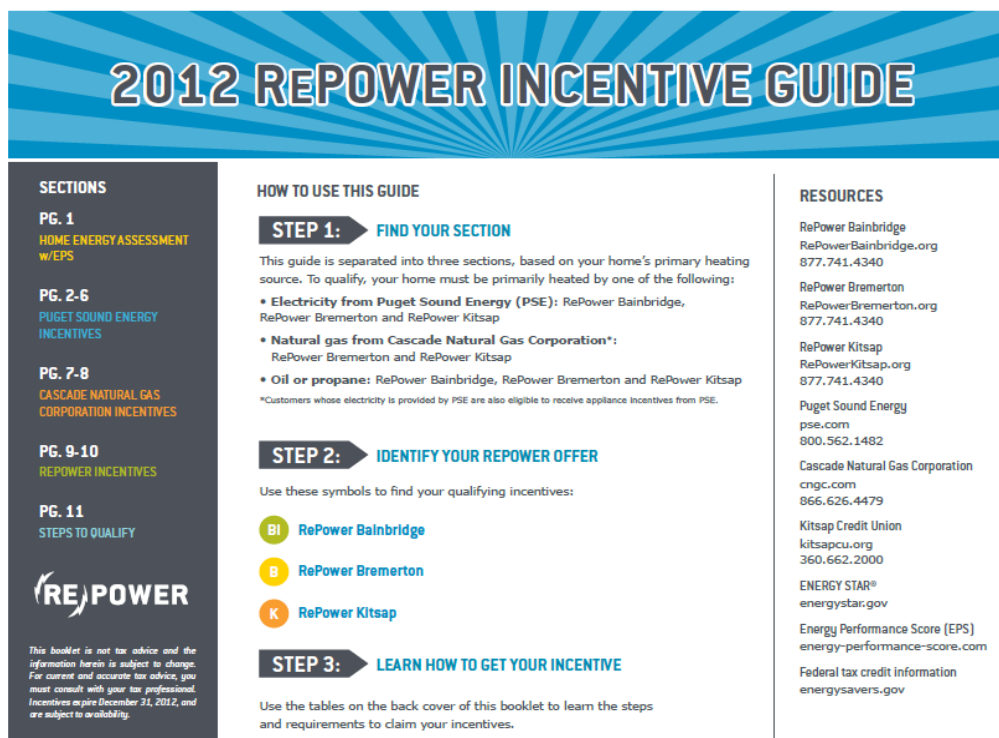 2012 REPOWER INCENTIVE GUIDE
SECTIONS
PG. 1
HOME ENERGY ASSESSMENT
w/EPS
PG. 2-6
PUGET SOUND ENERGY
INCENTIVES
PG. 7-8
CASCADE NATURAL GAS
CORPORATION INCENTIVES
PG. 9-10
REPOWER INCENTIVES
PG. 11
STEPS TO QUALIFY
RE POWER
This booklet is not tax advice and the
information herein is subject to change.
For current and accurate tax advice, you
must consult with your tax professional.
Incentives expire December 31, 2012, and
are subject to availability.
HOW TO USE THIS GUIDE
STEP 1: FIND YOUR SECTION
This guide is separated into three sections, based on your home's primary heating
source. To qualify, your home must be primarily heated by one of the following:
• Electricity from Puget Sound Energy (PSE): RePower Bainbridge,
RePower Bremerton and RePower Kitsap
• Natural gas from Cascade Natural Gas Corporation*:
RePower Bremerton and RePower Kitsap
• Oil or propane: RePower Bainbridge, RePower Bremerton and RePower Kitsap
*Customers whose electricity is provided by PSE are also eligible to receive appliance incentives from PSE.
STEP 2: IDENTIFY YOUR REPOWER OFFER
Use these symbols to find your qualifying incentives:
BI RePower Bainbridge
B RePower Bremerton
K RePower Kitsap
STEP 3: LEARN HOW TO GET YOUR INCENTIVE
Use the tables on the back cover of this booklet to learn the steps
and requirements to claim your incentives.
RESOURCES
RePower Bainbridge
RePowerBainbridge.org
877.741.4340
RePower Bremerton
RePowerBremerton.org
877.741.4340
RePower Kitsap
RePowerKitsap.org
877.741.4340
Puget Sound Energy
pse.com
800.562.1482
Cascade Natural Gas Corporation
cngc.com
866.626.4479
Kitsap Credit Union
kitsapcu.org
360.662.2000
ENERGY STAR®
energystar.gov
Energy Performance Score (EPS)
energy-performance-score.com
Federal tax credit information
energysavers.gov